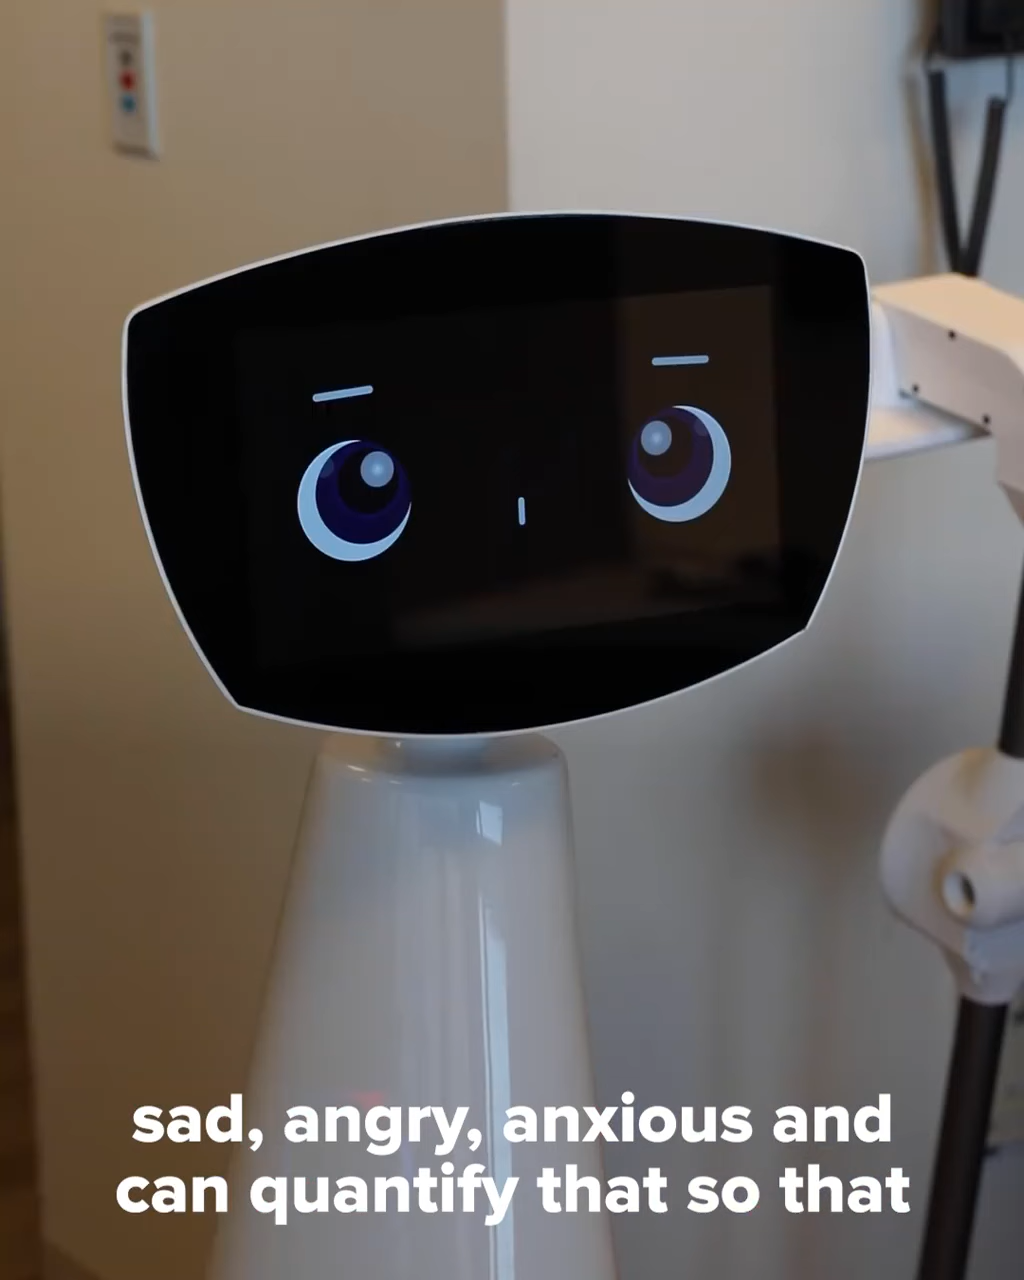 sad, angry, anxious and
can quantify that so that